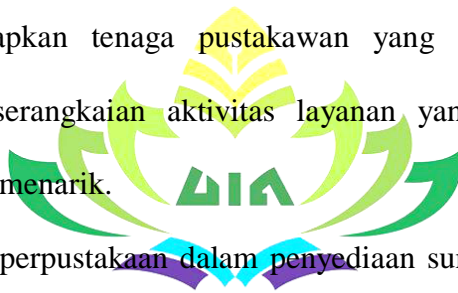 apkan tenaga pustakawan yang
serangkaian aktivitas layanan yan
menarik.
UIN
perpustakaan dalam penyediaan su